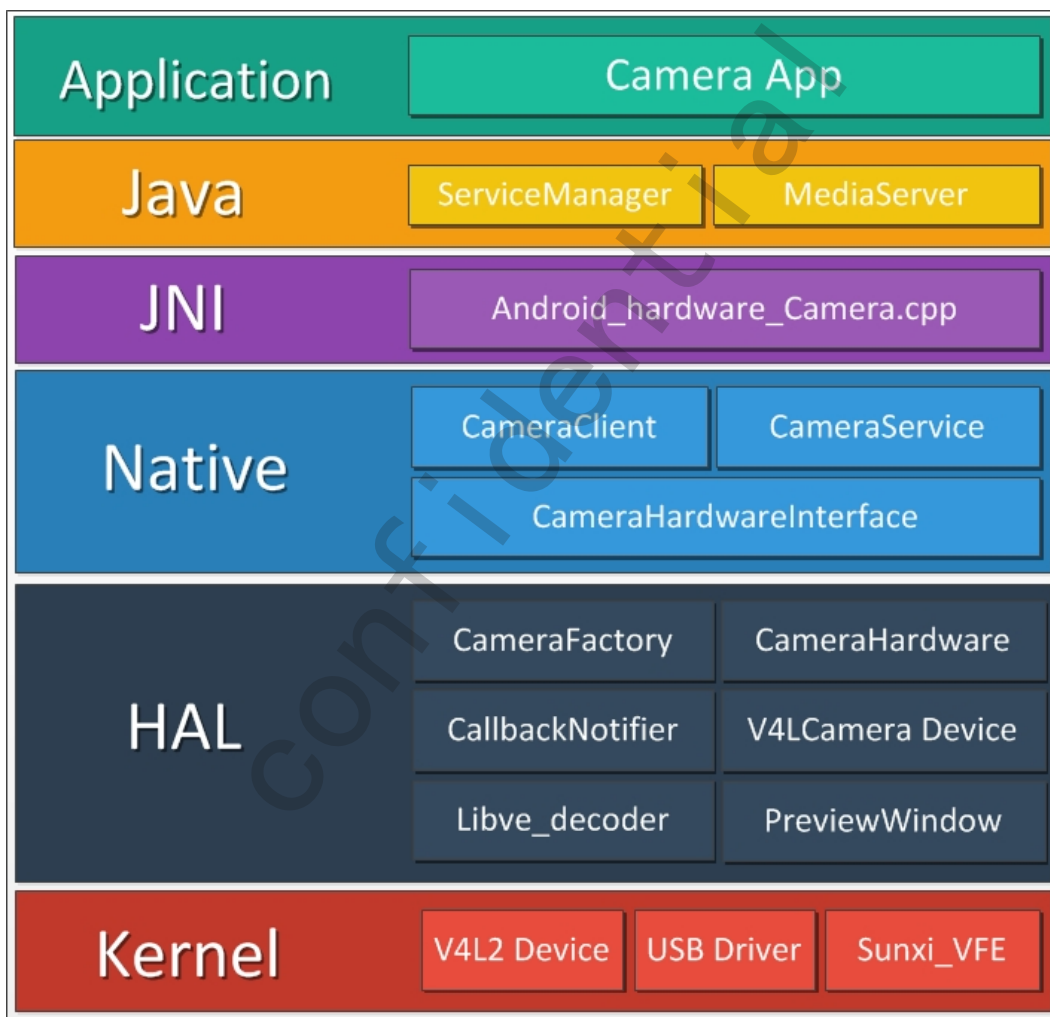 Application
Camera App
Java
ServiceManager
MediaServer
JNI
Android_hardware_Camera.cpp
Native
CameraClient
CameraService
CameraHardwareInterface
HAL
CameraFactory
CameraHardware
CallbackNotifier
V4LCamera Device
Libve_decoder
PreviewWindow
Kernel
V4L2 Device
USB Driver
Sunxi_VFE
confidential